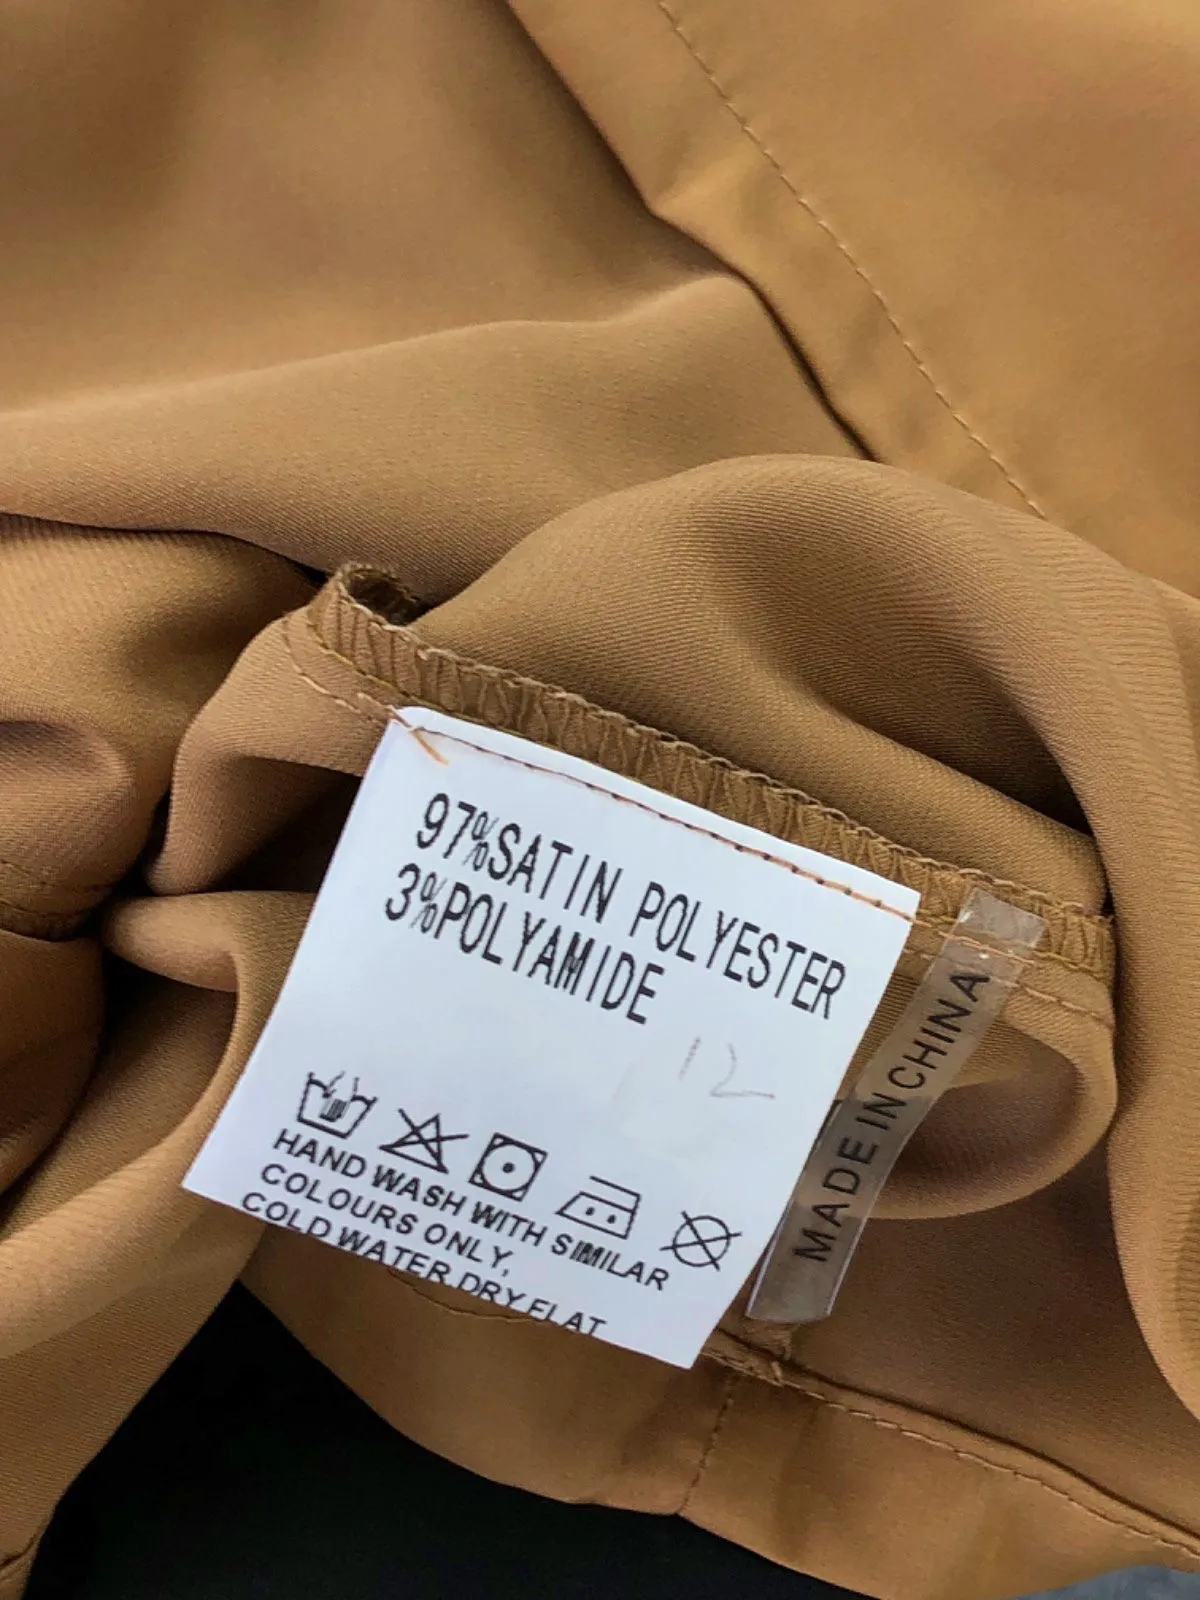 97%SATIN POLYESTER
3%POLYAMIDE
12
HAND WASH WITH SIMILAR
COLOURS ONLY,
COLD WATER DRY FLAT
MADE IN CHINA